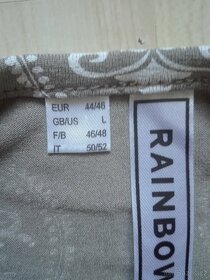 EUR 44/46
GB/US L
F/B 46/48
IT 50/52
RAINBOW